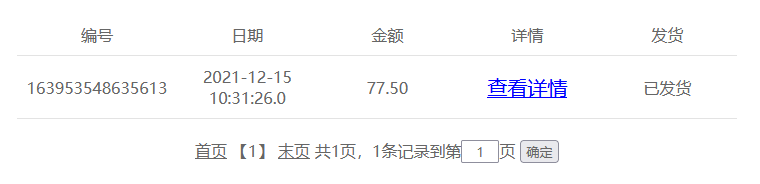 编号 日期 金额 详情 发货
163953548635613 2021-12-15 10:31:26.0 77.50 查看详情 已发货
首页 【1】 末页 共1页，1条记录到第 1 页 确定